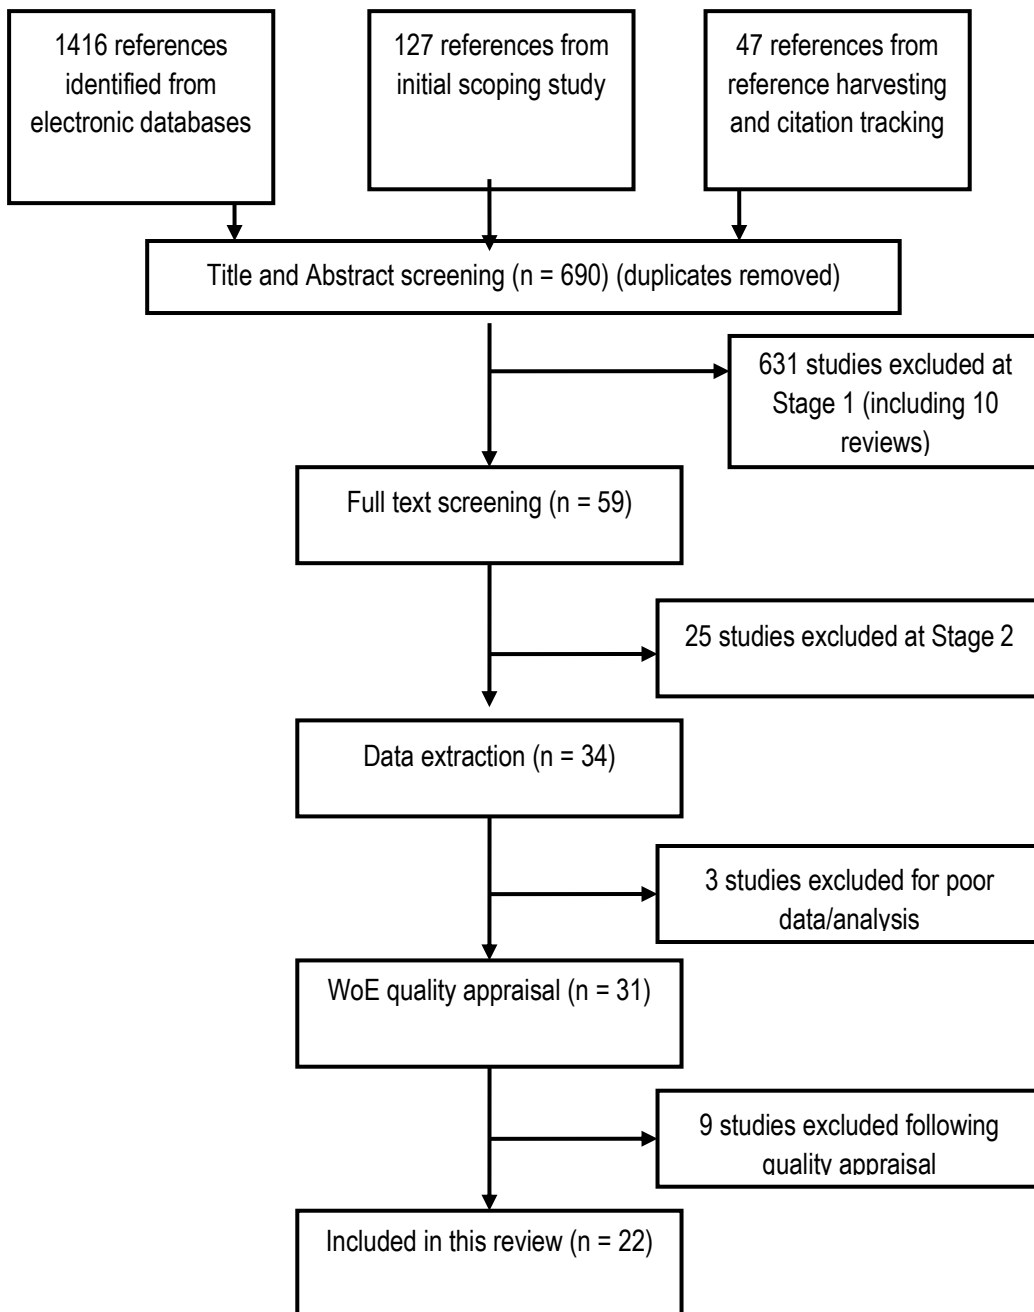 1416 references
identified from
electronic databases
127 references from
initial scoping study
47 references from
reference harvesting
and citation tracking
Title and Abstract screening (n = 690) (duplicates removed)
631 studies excluded at
Stage 1 (including 10
reviews)
Full text screening (n = 59)
25 studies excluded at Stage 2
Data extraction (n = 34)
3 studies excluded for poor
data/analysis
WoE quality appraisal (n = 31)
9 studies excluded following
quality appraisal
Included in this review (n = 22)